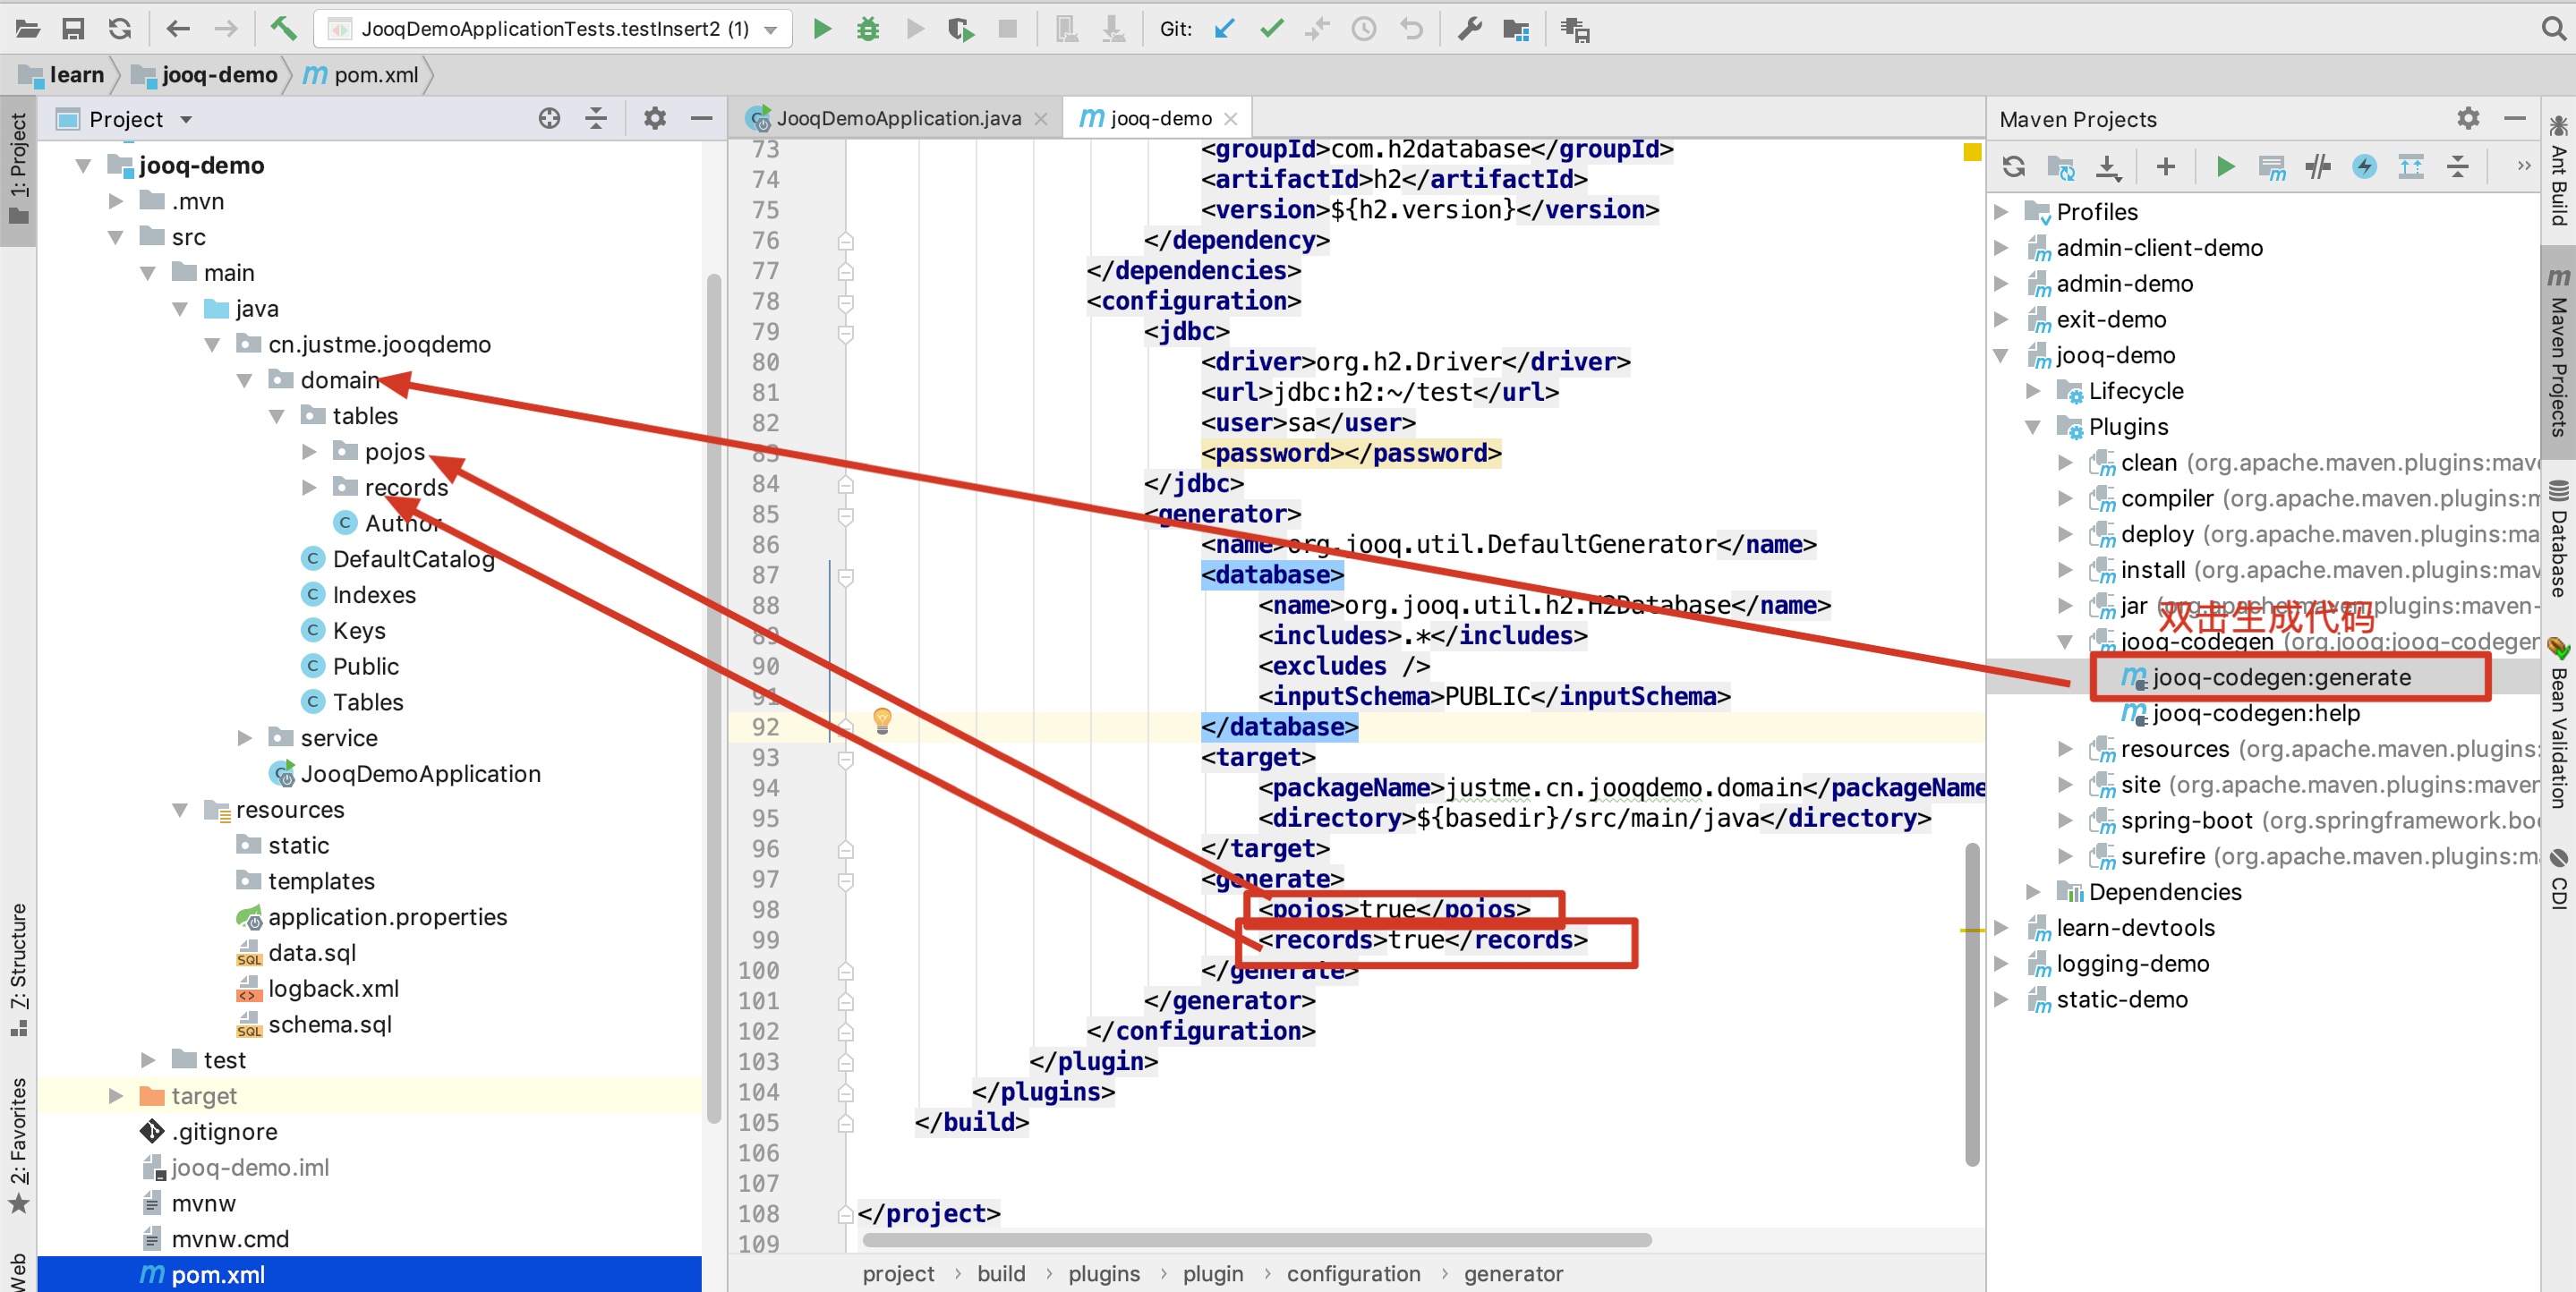 JooqDemoApplicationTests.testInsert2 (1)
Git:
learn
jooq-demo
pom.xml
1: Project
7: Structure
2: Favorites
Web
Project
jooq-demo
.mvn
src
main
java
cn.justme.jooqdemo
domain
tables
pojos
records
Author
DefaultCatalog
Indexes
Keys
Public
Tables
service
JooqDemoApplication
resources
static
templates
application.properties
data.sql
logback.xml
schema.sql
test
target
.gitignore
jooq-demo.iml
mvnw
mvnw.cmd
pom.xml
JooqDemoApplication.java
jooq-demo
73 <groupId>com.h2database</groupId>
74 <artifactId>h2</artifactId>
75 <version>${h2.version}</version>
76 </dependency>
77 </dependencies>
78 <configuration>
79 <jdbc>
80 <driver>org.h2.Driver</driver>
81 <url>jdbc:h2:~/test</url>
82 <user>sa</user>
83 <password></password>
84 </jdbc>
85 <generator>
86 <name>org.jooq.util.DefaultGenerator</name>
87 <database>
88 <name>org.jooq.util.h2.H2Database</name>
89 <includes>.*</includes>
90 <excludes />
91 <inputSchema>PUBLIC</inputSchema>
92 </database>
93 <target>
94 <packageName>justme.cn.jooqdemo.domain</packageName
95 <directory>${basedir}/src/main/java</directory>
96 </target>
97 <generate>
98 <pojos>true</pojos>
99 <records>true</records>
100 </generate>
101 </generator>
102 </configuration>
103 </plugin>
104 </plugins>
105 </build>
106
107
108 </project>
109
project › build › plugins › plugin › configuration › generator
Maven Projects
Profiles
admin-client-demo
admin-demo
exit-demo
jooq-demo
Lifecycle
Plugins
clean (org.apache.maven.plugins:mav
compiler (org.apache.maven.plugins:m
deploy (org.apache.maven.plugins:ma
install (org.apache.maven.plugins:mav
jar (org.apache.maven.plugins:maven-
双击生成代码
jooq-codegen (org.jooq:jooq-codegen
jooq-codegen:generate
jooq-codegen:help
resources (org.apache.maven.plugins:
site (org.apache.maven.plugins:maven
spring-boot (org.springframework.boo
surefire (org.apache.maven.plugins:m
Dependencies
learn-devtools
logging-demo
static-demo
Ant Build
Maven Projects
Database
Bean Validation
CDI